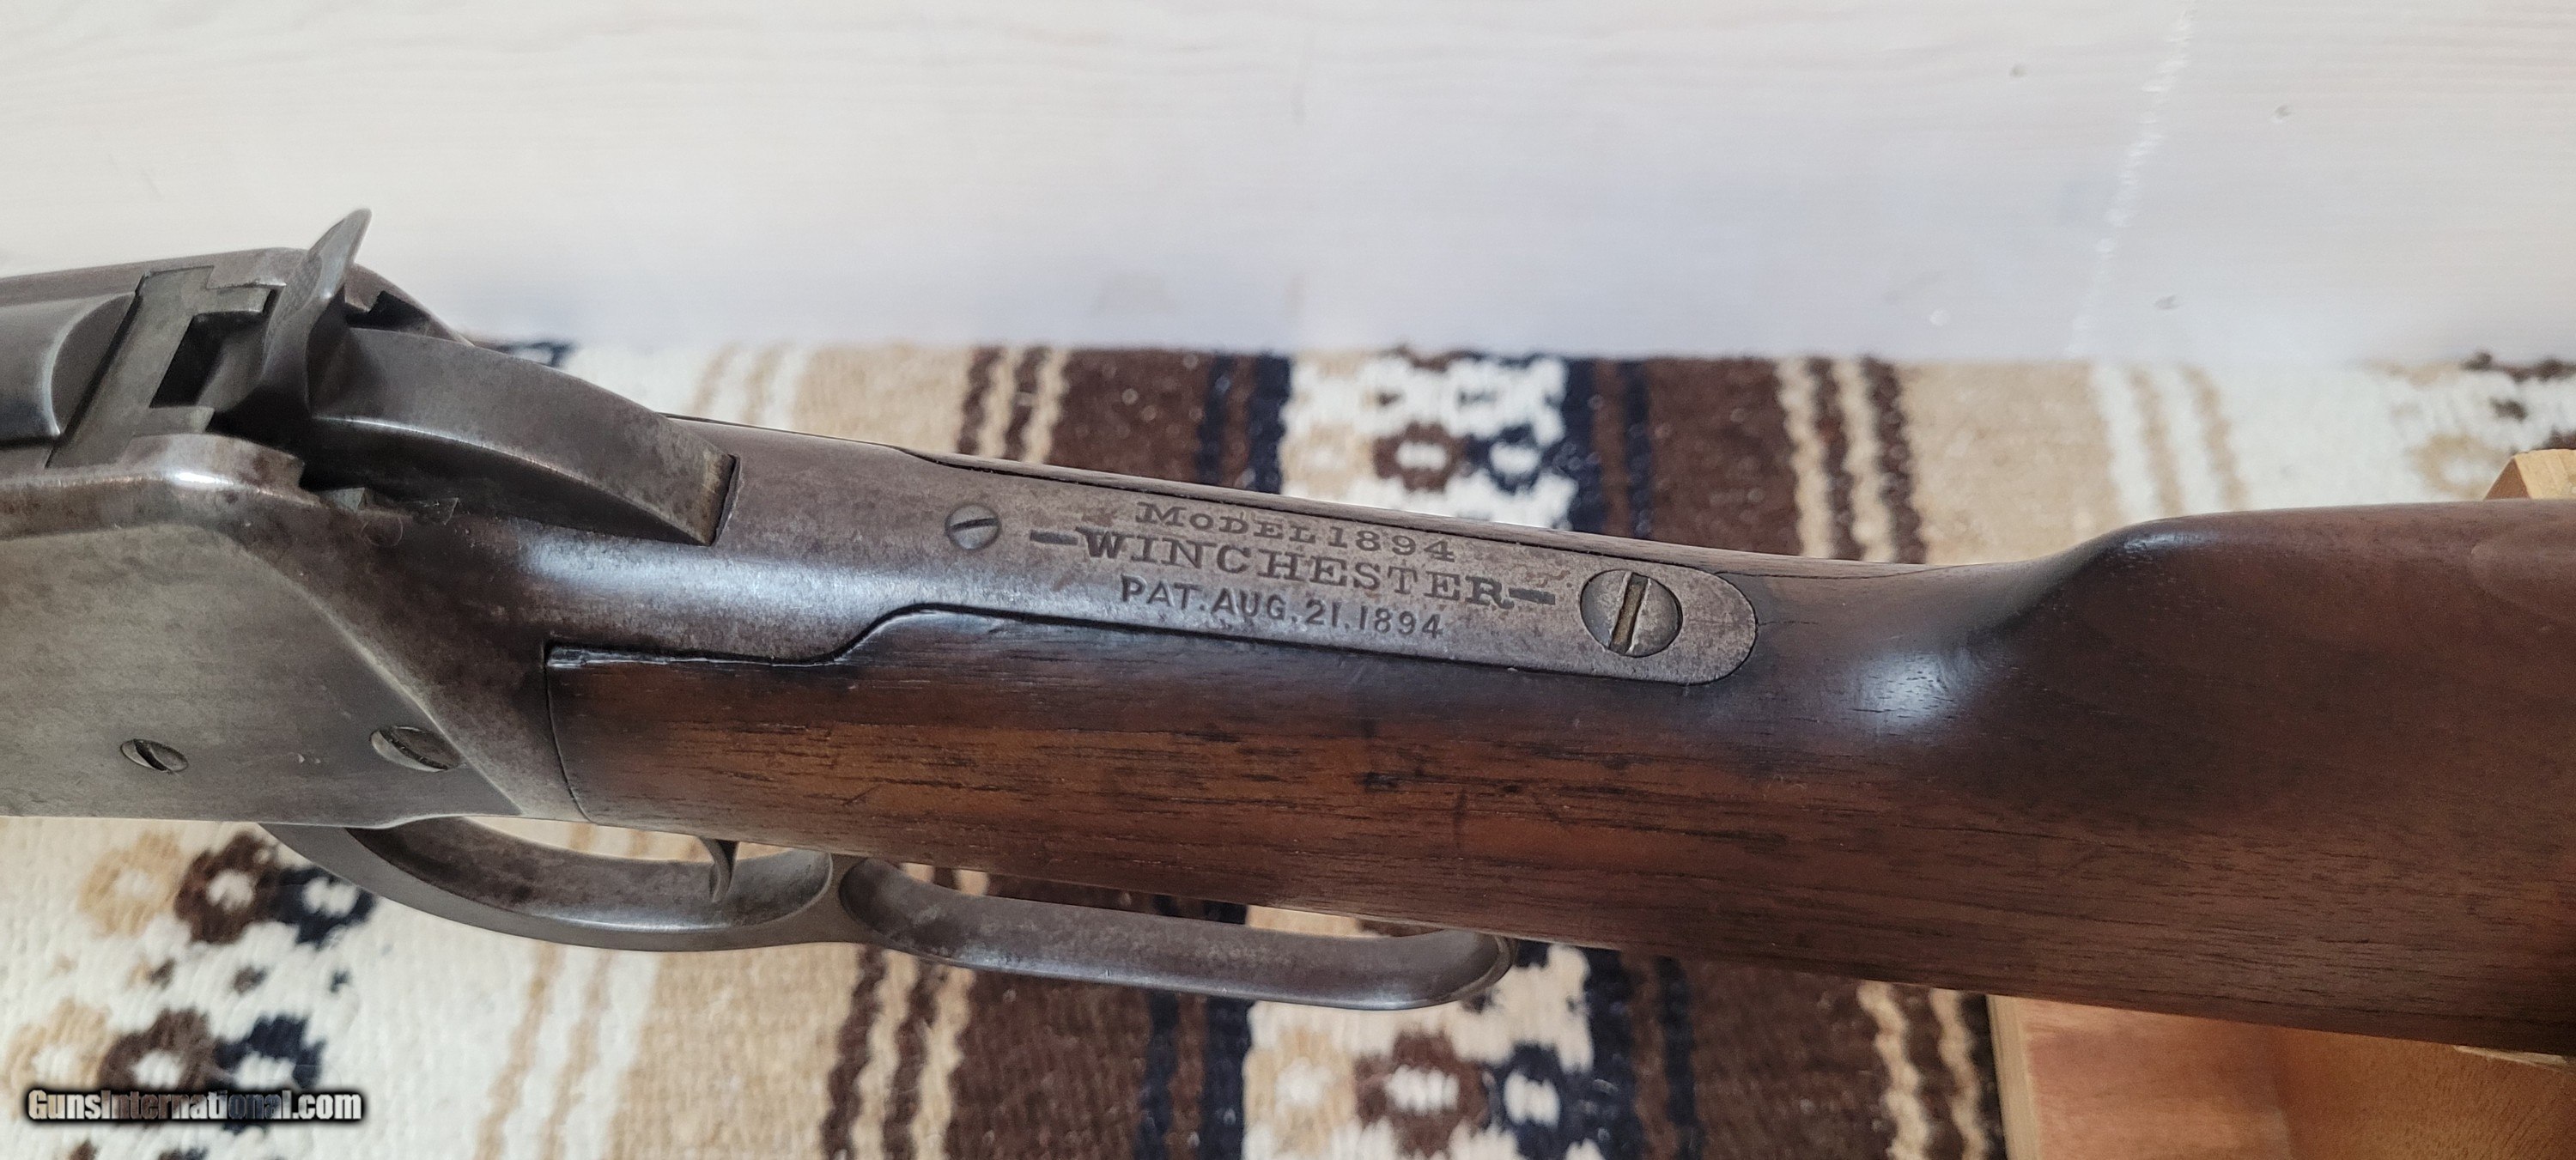 MODEL 1894
-WINCHESTER-
PAT. AUG. 21. 1894
GunsInternational.com